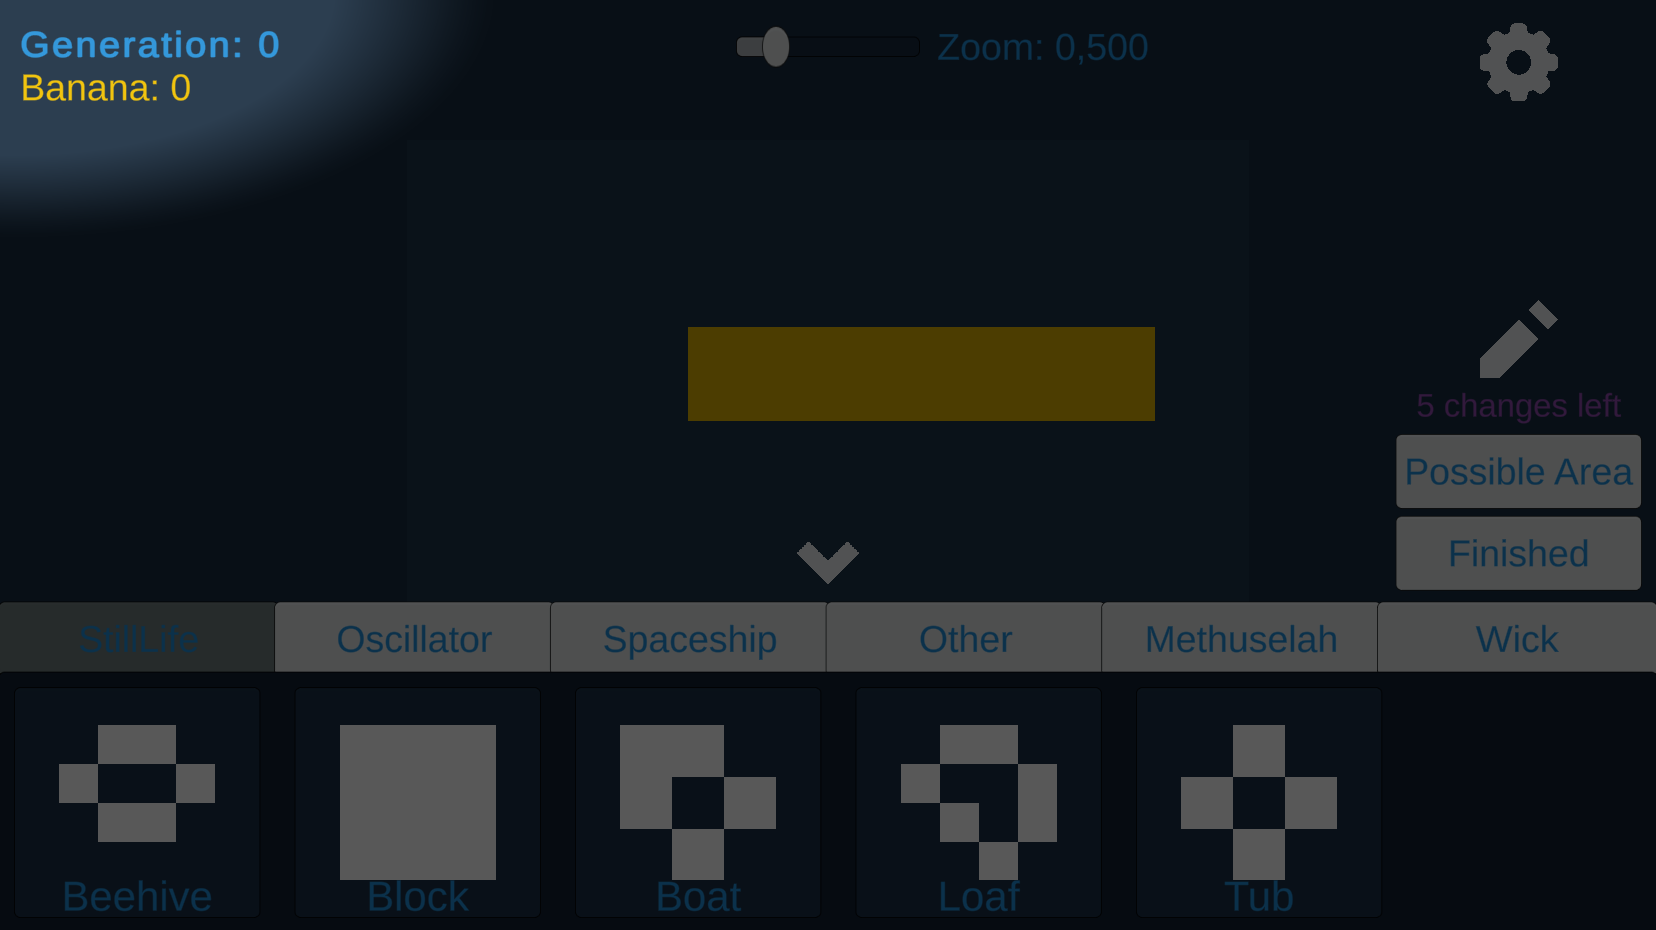 Generation: 0
Banana: 0
Zoom: 0,500
5 changes left
Possible Area
Finished
StillLife
Oscillator
Spaceship
Other
Methuselah
Wick
Beehive
Block
Boat
Loaf
Tub